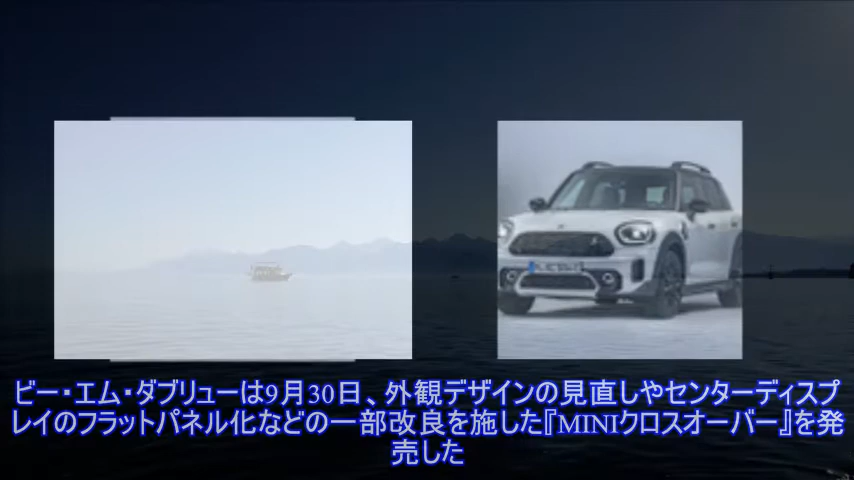 ビー・エム・ダブリューは9月30日、外観デザインの見直しやセンターディスプ
レイのフラットパネル化などの一部改良を施した『MINIクロスオーバー』を発
売した